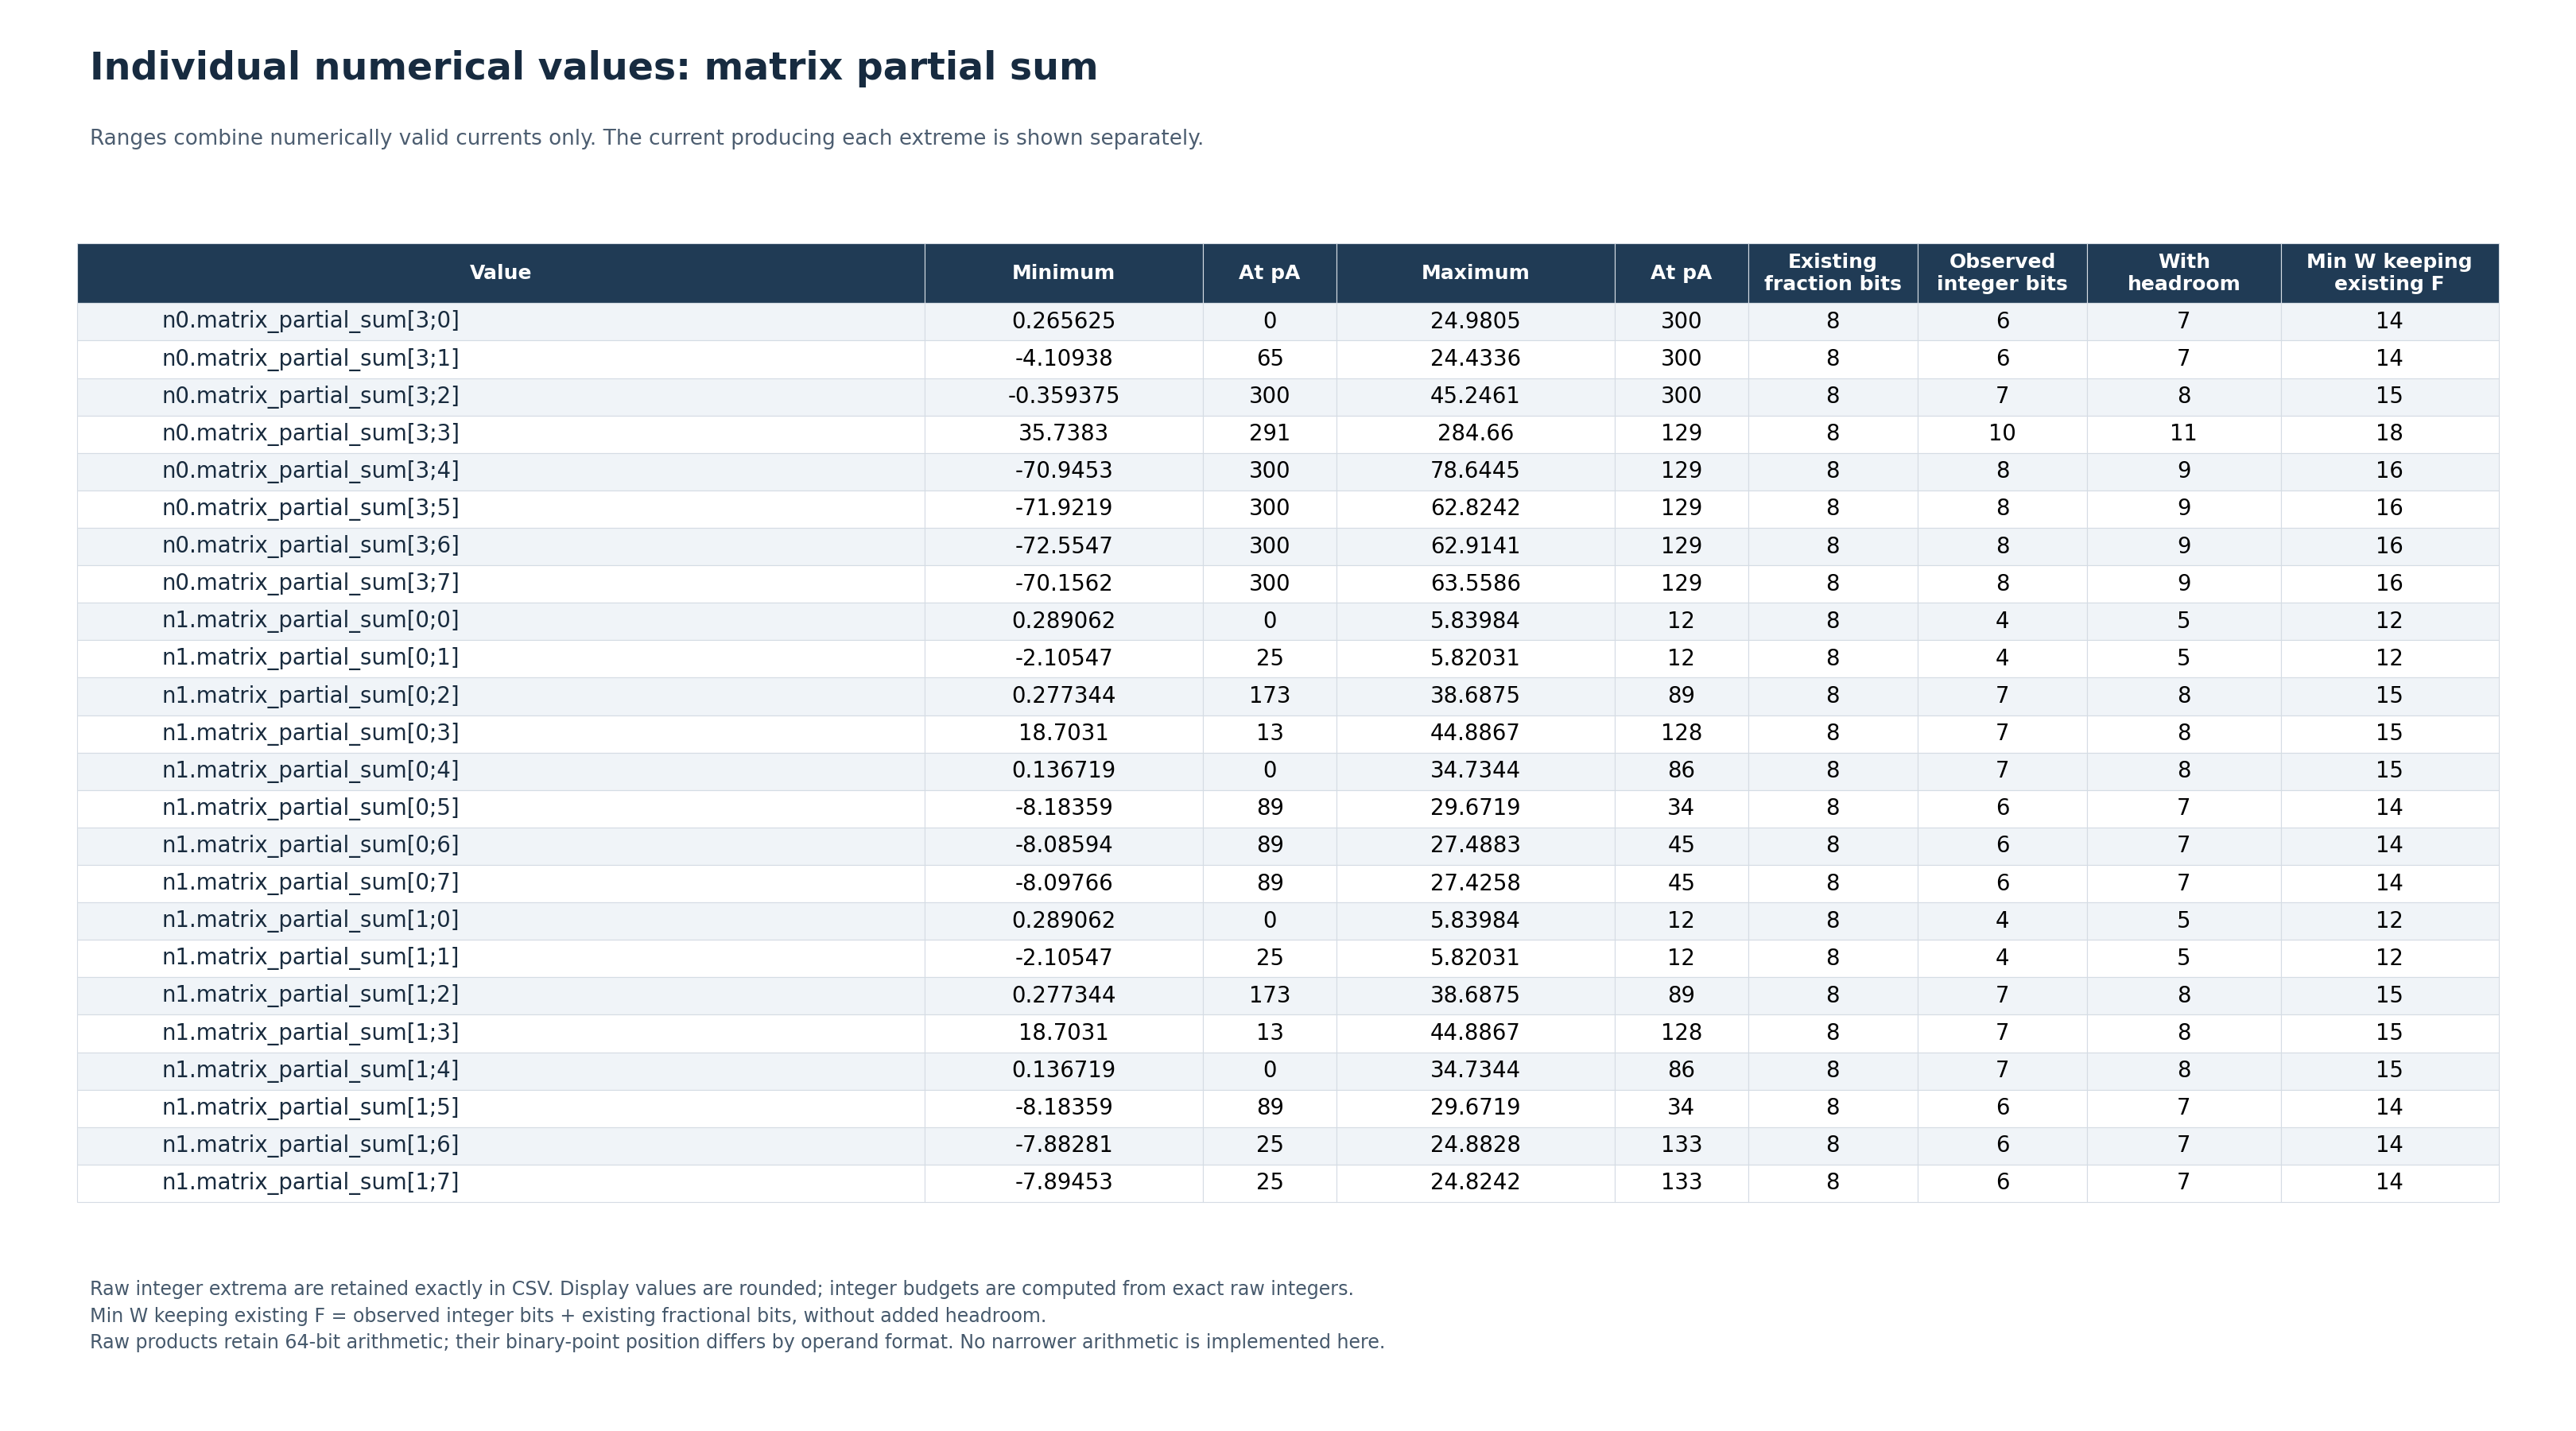 Individual numerical values: matrix partial sum
Ranges combine numerically valid currents only. The current producing each extreme is shown separately.
Value Minimum At pA Maximum At pA Existing fraction bits Observed integer bits With headroom Min W keeping existing F
n0.matrix_partial_sum[3;0] 0.265625 0 24.9805 300 8 6 7 14
n0.matrix_partial_sum[3;1] -4.10938 65 24.4336 300 8 6 7 14
n0.matrix_partial_sum[3;2] -0.359375 300 45.2461 300 8 7 8 15
n0.matrix_partial_sum[3;3] 35.7383 291 284.66 129 8 10 11 18
n0.matrix_partial_sum[3;4] -70.9453 300 78.6445 129 8 8 9 16
n0.matrix_partial_sum[3;5] -71.9219 300 62.8242 129 8 8 9 16
n0.matrix_partial_sum[3;6] -72.5547 300 62.9141 129 8 8 9 16
n0.matrix_partial_sum[3;7] -70.1562 300 63.5586 129 8 8 9 16
n1.matrix_partial_sum[0;0] 0.289062 0 5.83984 12 8 4 5 12
n1.matrix_partial_sum[0;1] -2.10547 25 5.82031 12 8 4 5 12
n1.matrix_partial_sum[0;2] 0.277344 173 38.6875 89 8 7 8 15
n1.matrix_partial_sum[0;3] 18.7031 13 44.8867 128 8 7 8 15
n1.matrix_partial_sum[0;4] 0.136719 0 34.7344 86 8 7 8 15
n1.matrix_partial_sum[0;5] -8.18359 89 29.6719 34 8 6 7 14
n1.matrix_partial_sum[0;6] -8.08594 89 27.4883 45 8 6 7 14
n1.matrix_partial_sum[0;7] -8.09766 89 27.4258 45 8 6 7 14
n1.matrix_partial_sum[1;0] 0.289062 0 5.83984 12 8 4 5 12
n1.matrix_partial_sum[1;1] -2.10547 25 5.82031 12 8 4 5 12
n1.matrix_partial_sum[1;2] 0.277344 173 38.6875 89 8 7 8 15
n1.matrix_partial_sum[1;3] 18.7031 13 44.8867 128 8 7 8 15
n1.matrix_partial_sum[1;4] 0.136719 0 34.7344 86 8 7 8 15
n1.matrix_partial_sum[1;5] -8.18359 89 29.6719 34 8 6 7 14
n1.matrix_partial_sum[1;6] -7.88281 25 24.8828 133 8 6 7 14
n1.matrix_partial_sum[1;7] -7.89453 25 24.8242 133 8 6 7 14
Raw integer extrema are retained exactly in CSV. Display values are rounded; integer budgets are computed from exact raw integers.
Min W keeping existing F = observed integer bits + existing fractional bits, without added headroom.
Raw products retain 64-bit arithmetic; their binary-point position differs by operand format. No narrower arithmetic is implemented here.